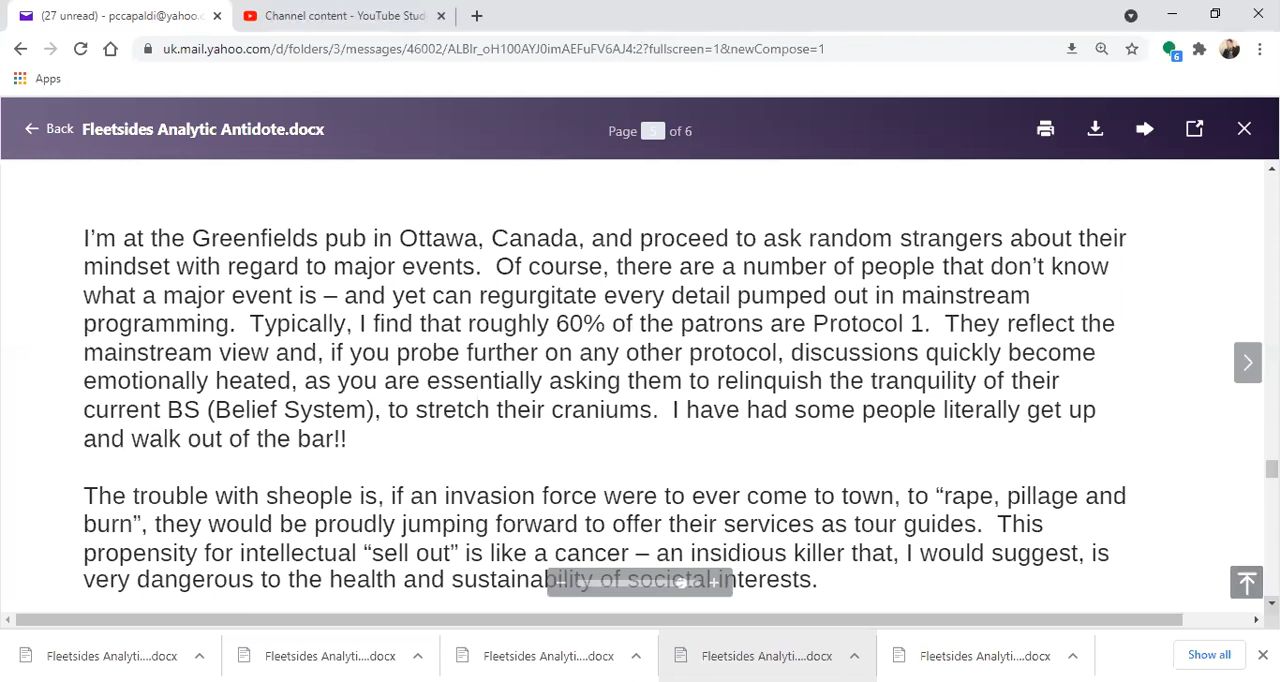 (27 unread) - pccapaldi@yahoo.c
Channel content - YouTube Stud
uk.mail.yahoo.com/d/folders/3/messages/46002/ALBlr_oH100AYJ0imAEFuFV6AJ4:2?fullscreen=1&newCompose=1
6
Apps
Back Fleetsides Analytic Antidote.docx
Page 5 of 6
I’m at the Greenfields pub in Ottawa, Canada, and proceed to ask random strangers about their
mindset with regard to major events.  Of course, there are a number of people that don’t know
what a major event is – and yet can regurgitate every detail pumped out in mainstream
programming.  Typically, I find that roughly 60% of the patrons are Protocol 1.  They reflect the
mainstream view and, if you probe further on any other protocol, discussions quickly become
emotionally heated, as you are essentially asking them to relinquish the tranquility of their
current BS (Belief System), to stretch their craniums.  I have had some people literally get up
and walk out of the bar!!
The trouble with sheople is, if an invasion force were to ever come to town, to “rape, pillage and
burn”, they would be proudly jumping forward to offer their services as tour guides.  This
propensity for intellectual “sell out” is like a cancer – an insidious killer that, I would suggest, is
very dangerous to the health and sustainability of societal interests.
Fleetsides Analyti....docx
Fleetsides Analyti....docx
Fleetsides Analyti....docx
Fleetsides Analyti....docx
Fleetsides Analyti....docx
Show all